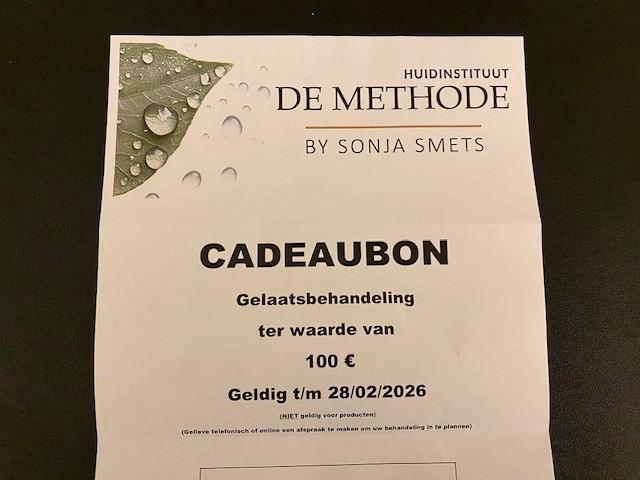 HUIDINSTITUUT
DE METHODE
BY SONJA SMETS
CADEAUBON
Gelaatsbehandeling
ter waarde van
100 €
Geldig t/m 28/02/2026
(NIET geldig voor producten)
(Gelieve telefonisch of online een afspraak te maken om uw behandeling in te plannen)